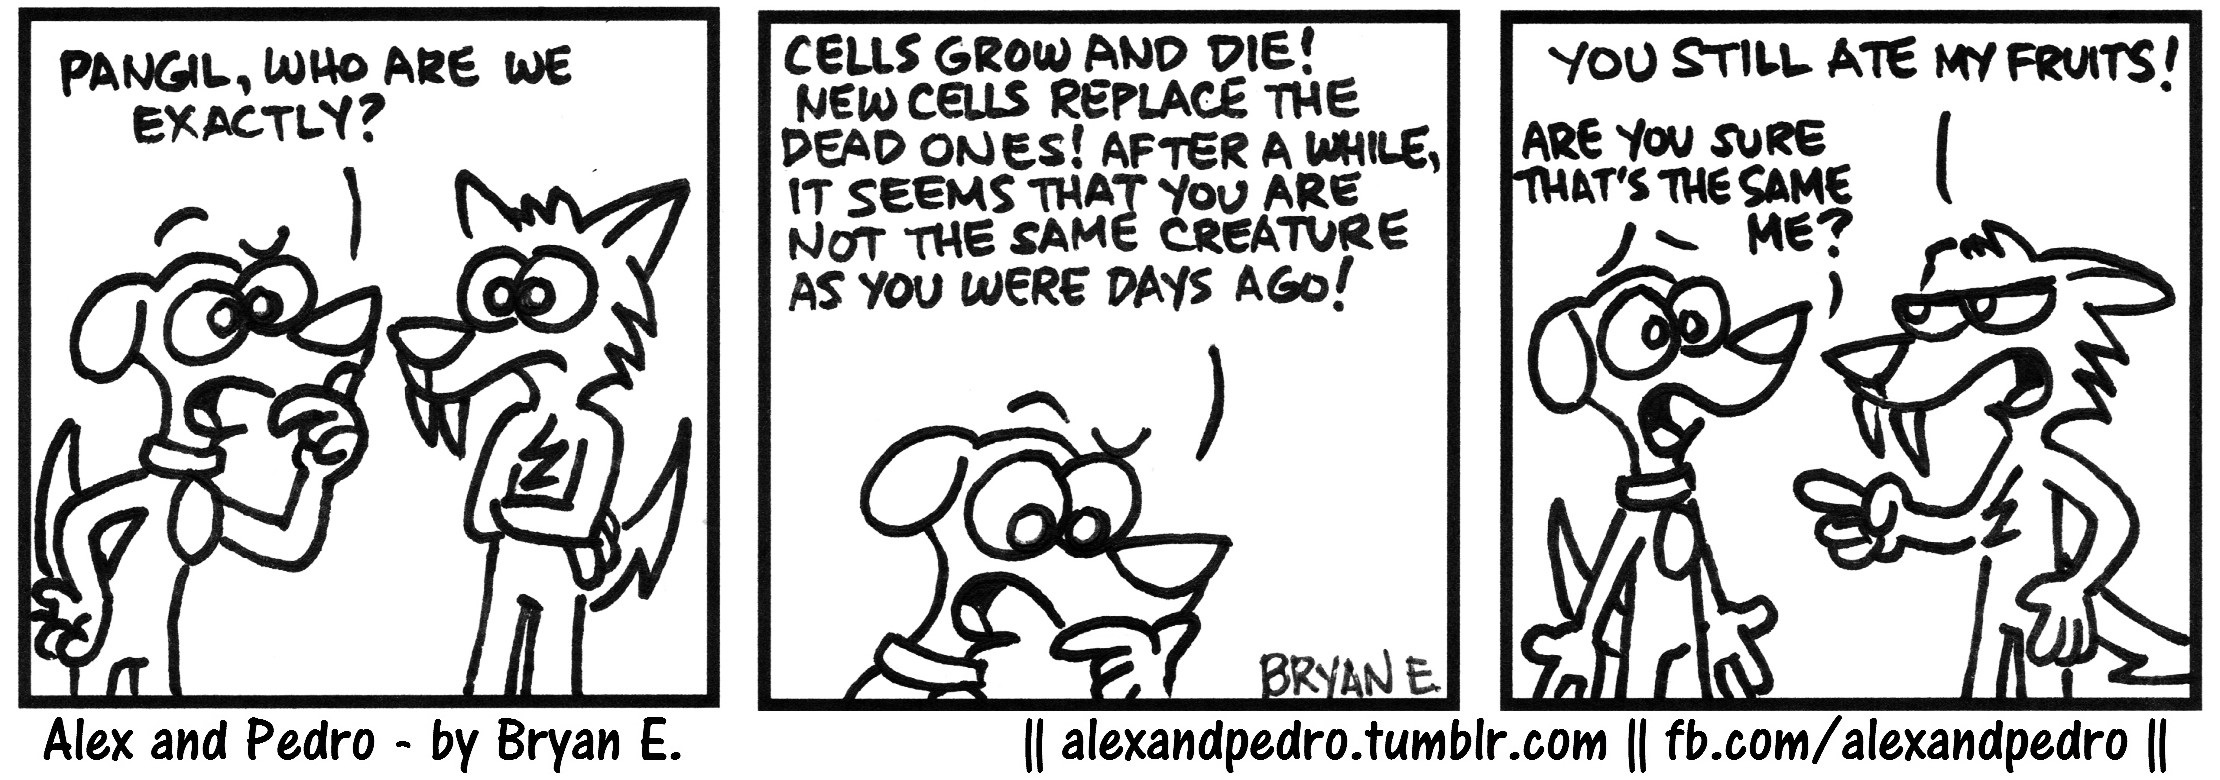 PANGIL, WHO ARE WE
EXACTLY?
CELLS GROW AND DIE!
NEW CELLS REPLACE THE
DEAD ONES! AFTER A WHILE,
IT SEEMS THAT YOU ARE
NOT THE SAME CREATURE
AS YOU WERE DAYS AGO!
BRYAN E.
YOU STILL ATE MY FRUITS!
ARE YOU SURE
THAT'S THE SAME
ME?
Alex and Pedro - by Bryan E.
|| alexandpedro.tumblr.com || fb.com/alexandpedro ||